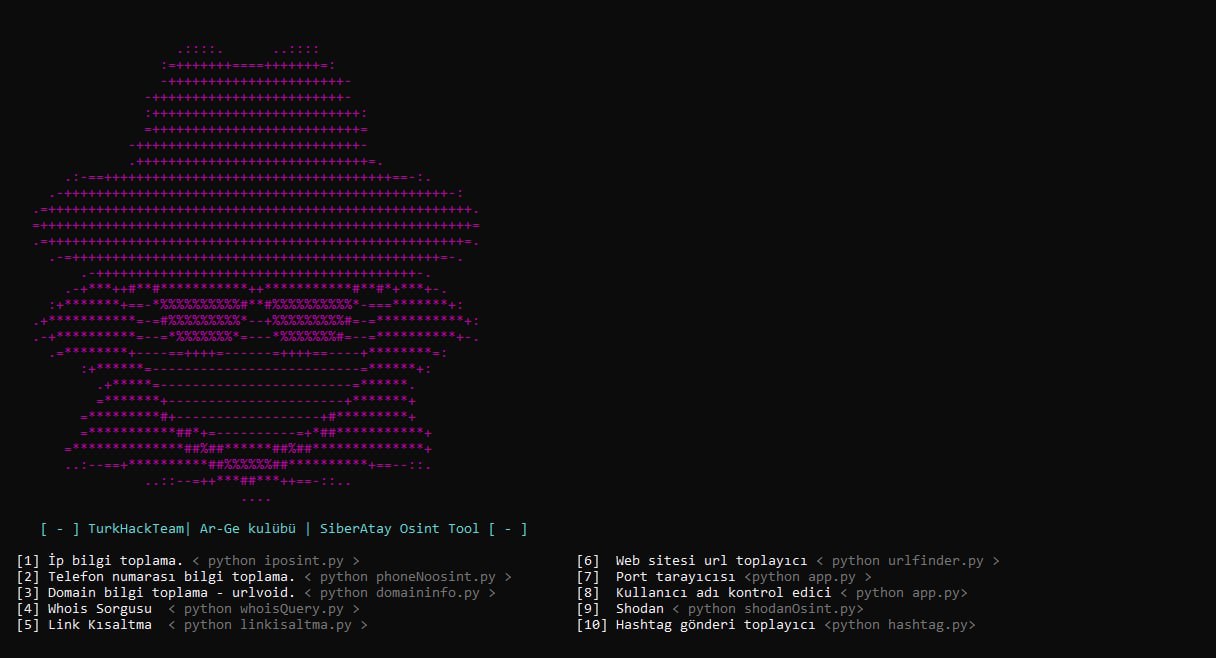 [ - ] TurkHackTeam| Ar-Ge kulübü | SiberAtay Osint Tool [ - ]
[1] İp bilgi toplama. < python iposint.py >
[2] Telefon numarası bilgi toplama. < python phoneNoosint.py >
[3] Domain bilgi toplama - urlvoid. < python domaininfo.py >
[4] Whois Sorgusu < python whoisQuery.py >
[5] Link Kısaltma < python linkisaltma.py >
[6] Web sitesi url toplayıcı < python urlfinder.py >
[7] Port tarayıcısı <python app.py >
[8] Kullanıcı adı kontrol edici < python app.py>
[9] Shodan < python shodanOsint.py>
[10] Hashtag gönderi toplayıcı <python hashtag.py>